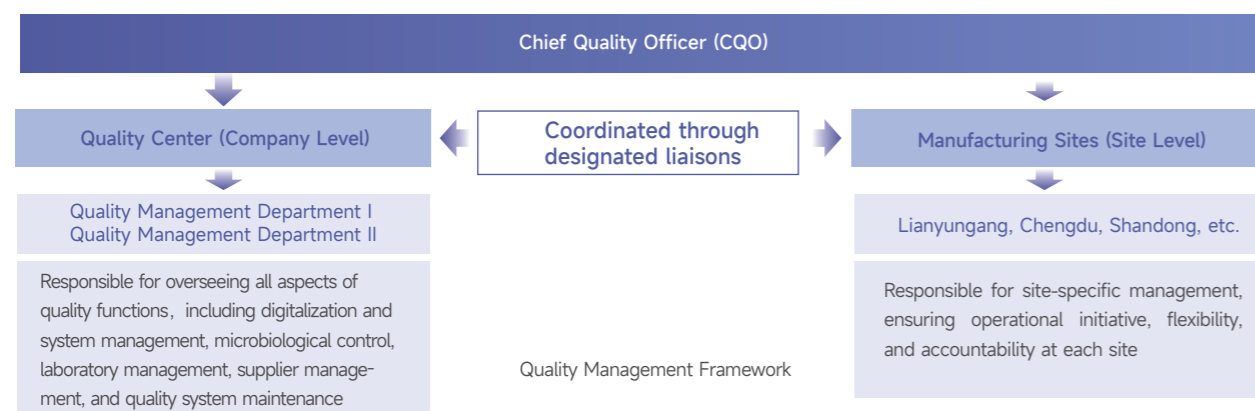 Chief Quality Officer (CQO)
Quality Center (Company Level)
Coordinated through
designated liaisons
Manufacturing Sites (Site Level)
Quality Management Department I
Quality Management Department II
Lianyungang, Chengdu, Shandong, etc.
Responsible for overseeing all aspects of
quality functions, including digitalization and
system management, microbiological control,
laboratory management, supplier manage-
ment, and quality system maintenance
Quality Management Framework
Responsible for site-specific management,
ensuring operational initiative, flexibility,
and accountability at each site